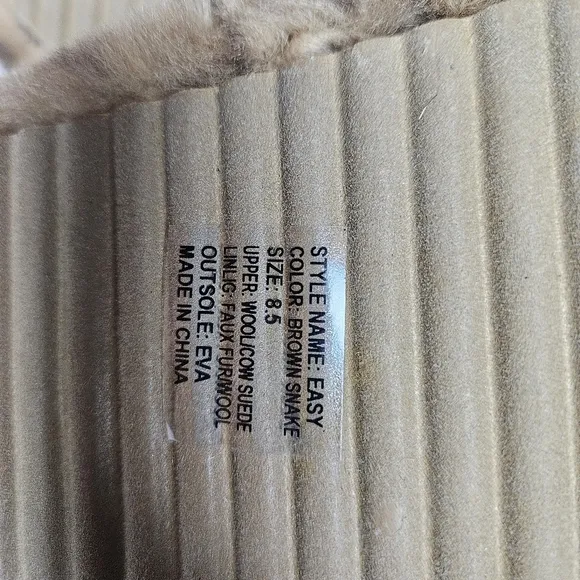 STYLE NAME: EASY
COLOR: BROWN SNAKE
SIZE: 8.5
UPPER: WOOL/COW SUEDE
LINLIG: FAUX FUR/WOOL
OUTSOLE: EVA
MADE IN CHINA